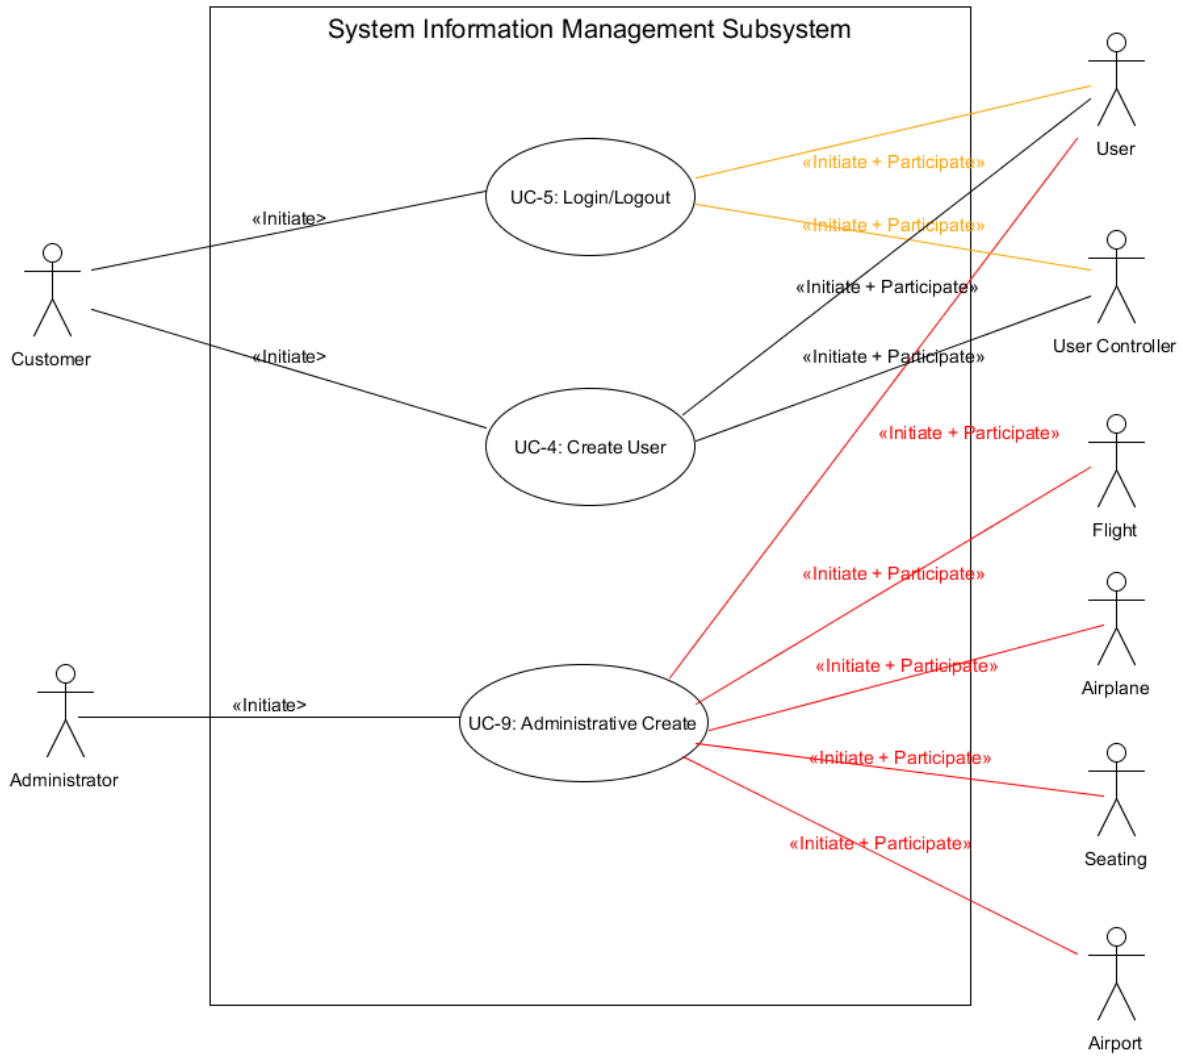 System Information Management Subsystem
User
«Initiate + Participate»
UC-5: Login/Logout
«Initiate>
«Initiate + Participate»
Customer
User Controller
«Initiate + Participate»
«Initiate>
«Initiate + Participate»
UC-4: Create User
«Initiate + Participate»
Flight
«Initiate + Participate»
«Initiate + Participate»
Airplane
Administrator
«Initiate>
UC-9: Administrative Create
«Initiate + Participate»
Seating
«Initiate + Participate»
Airport